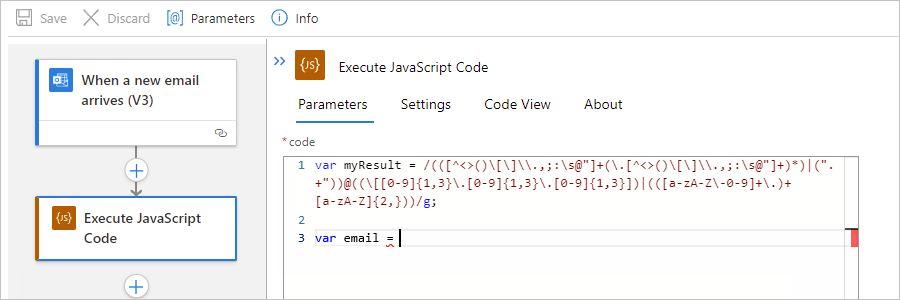 Save Discard [@] Parameters Info
When a new email
arrives (V3)
{JS} Execute JavaScript
Code
{JS} Execute JavaScript Code
Parameters Settings Code View About
*code
1 var myResult = /(([^<>()\[\]\\.,;:\s@"]+(\.[^<>()\[\]\\.,;:\s@"]+)*)|(".
+"))@((\[[0-9]{1,3}\.[0-9]{1,3}\.[0-9]{1,3}])|(([a-zA-Z\-0-9]+\.)+
[a-zA-Z]{2,}))/g;
2
3 var email =